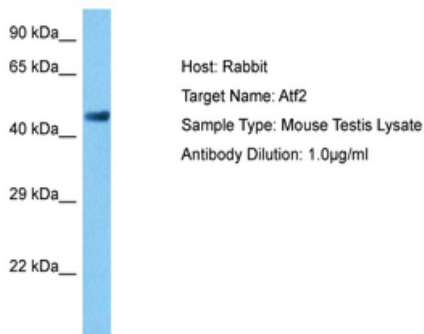 90 kDa__
65 kDa__
40 kDa__
29 kDa__
22 kDa__
Host: Rabbit
Target Name: Atf2
Sample Type: Mouse Testis Lysate
Antibody Dilution: 1.0µg/ml